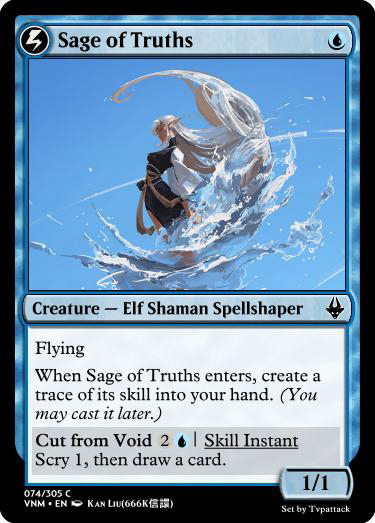 Sage of Truths
Creature — Elf Shaman Spellshaper
Flying
When Sage of Truths enters, create a
trace of its skill into your hand. (You
may cast it later.)
Cut from Void 2 | Skill Instant
Scry 1, then draw a card.
1/1
074/305 C
VNM • EN Kan Liu(666K信譞)
Set by Tvpattack